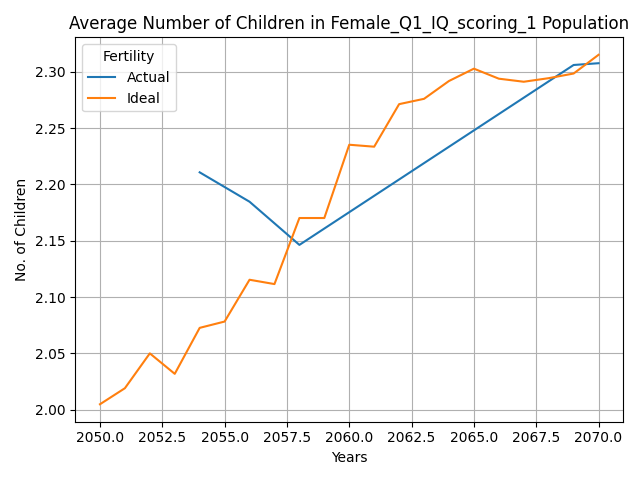 Average Number of Children in Female_Q1_IQ_scoring_1 Population
Fertility
Actual
Ideal
No. of Children
2.30
2.25
2.20
2.15
2.10
2.05
2.00
2050.0 2052.5 2055.0 2057.5 2060.0 2062.5 2065.0 2067.5 2070.0
Years